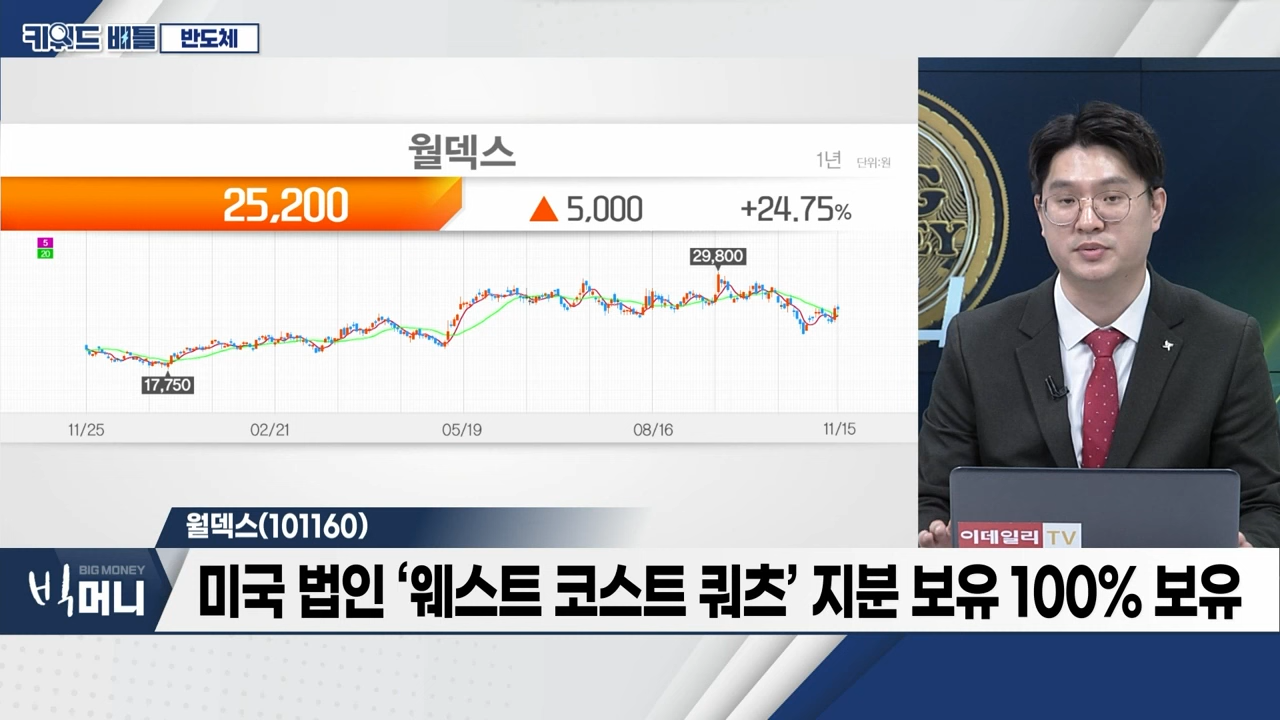 키워드 배틀 반도체
월덱스
1년 단위:원
25,200 ▲ 5,000 +24.75%
5
20
29,800
17,750
11/25 02/21 05/19 08/16 11/15
이데일리 TV
월덱스(101160)
BIG MONEY
빅머니
미국 법인 ‘웨스트 코스트 쿼츠’ 지분 보유 100% 보유